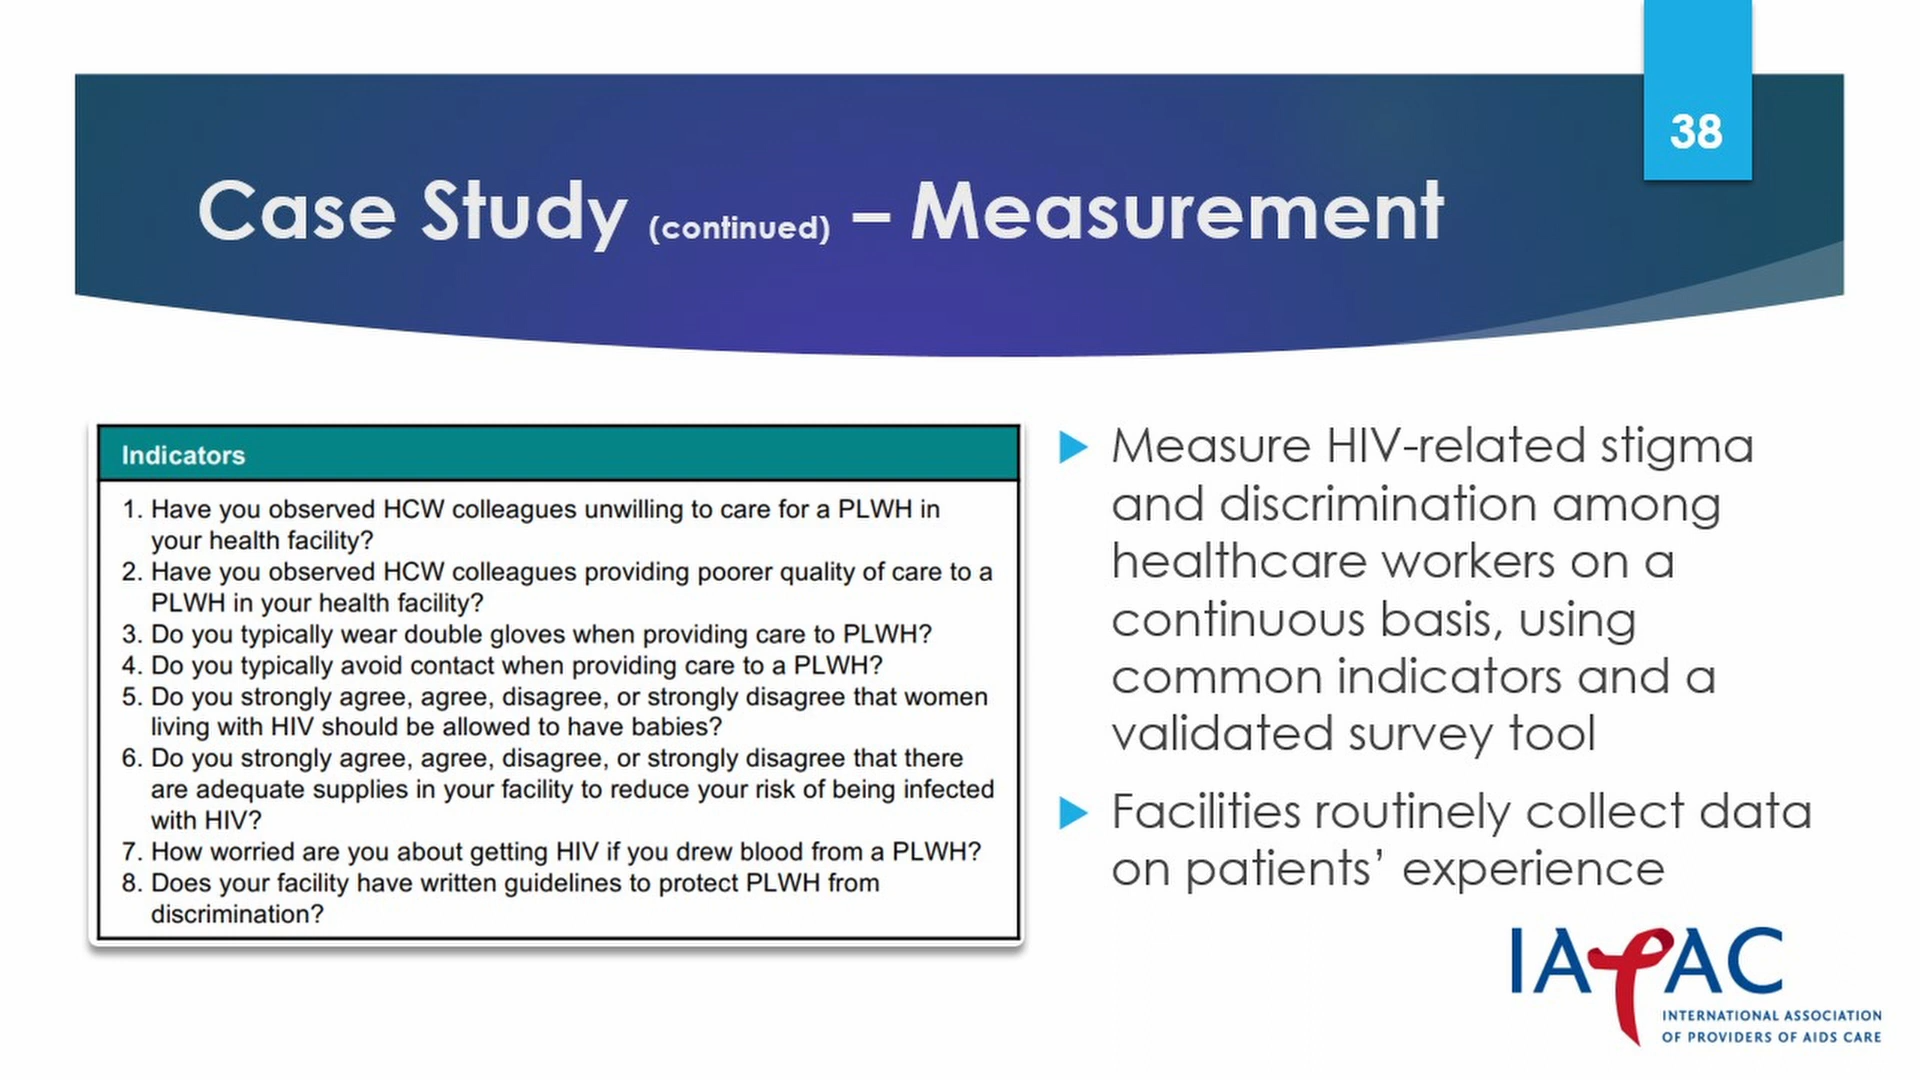 38
Case Study (continued) – Measurement
Indicators
1. Have you observed HCW colleagues unwilling to care for a PLWH in
your health facility?
2. Have you observed HCW colleagues providing poorer quality of care to a
PLWH in your health facility?
3. Do you typically wear double gloves when providing care to PLWH?
4. Do you typically avoid contact when providing care to a PLWH?
5. Do you strongly agree, agree, disagree, or strongly disagree that women
living with HIV should be allowed to have babies?
6. Do you strongly agree, agree, disagree, or strongly disagree that there
are adequate supplies in your facility to reduce your risk of being infected
with HIV?
7. How worried are you about getting HIV if you drew blood from a PLWH?
8. Does your facility have written guidelines to protect PLWH from
discrimination?
Measure HIV-related stigma
and discrimination among
healthcare workers on a
continuous basis, using
common indicators and a
validated survey tool
Facilities routinely collect data
on patients’ experience
IAPAC
INTERNATIONAL ASSOCIATION
OF PROVIDERS OF AIDS CARE